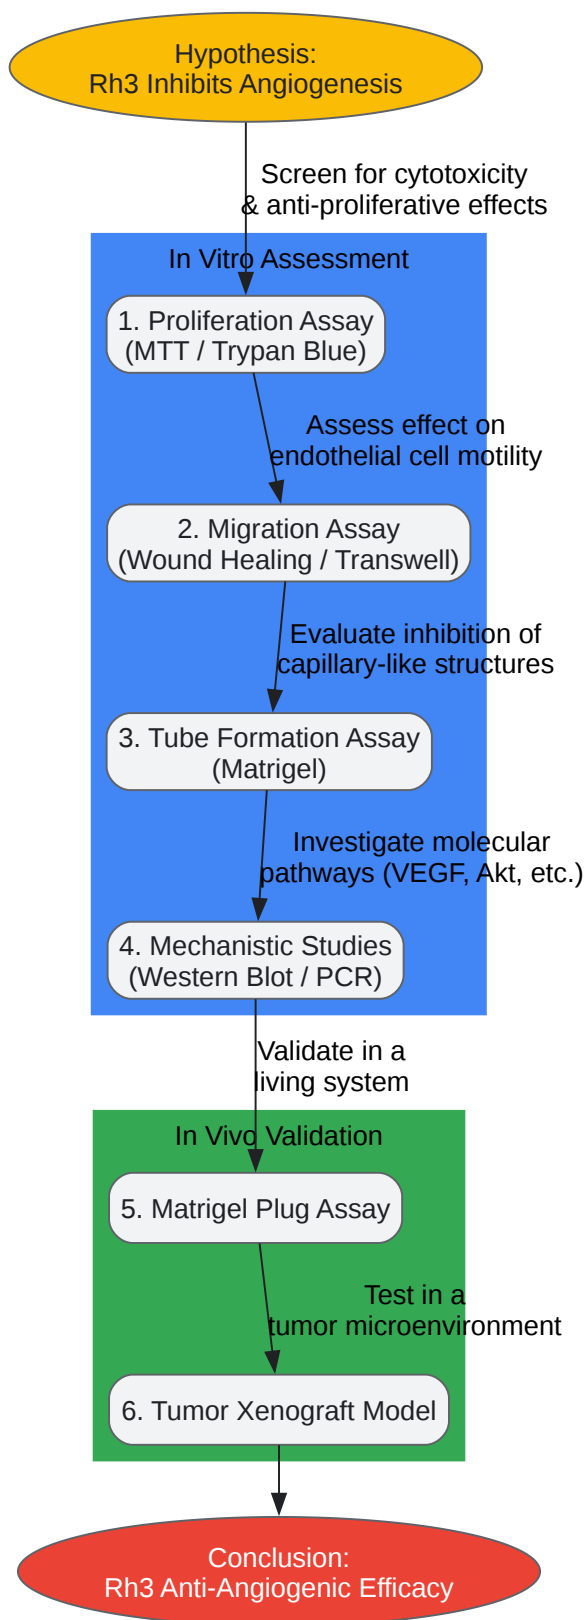 Hypothesis:
Rh3 Inhibits Angiogenesis
Screen for cytotoxicity
& anti-proliferative effects
In Vitro Assessment
1. Proliferation Assay
(MTT / Trypan Blue)
Assess effect on
endothelial cell motility
2. Migration Assay
(Wound Healing / Transwell)
Evaluate inhibition of
capillary-like structures
3. Tube Formation Assay
(Matrigel)
Investigate molecular
pathways (VEGF, Akt, etc.)
4. Mechanistic Studies
(Western Blot / PCR)
Validate in a
living system
In Vivo Validation
5. Matrigel Plug Assay
Test in a
tumor microenvironment
6. Tumor Xenograft Model
Conclusion:
Rh3 Anti-Angiogenic Efficacy